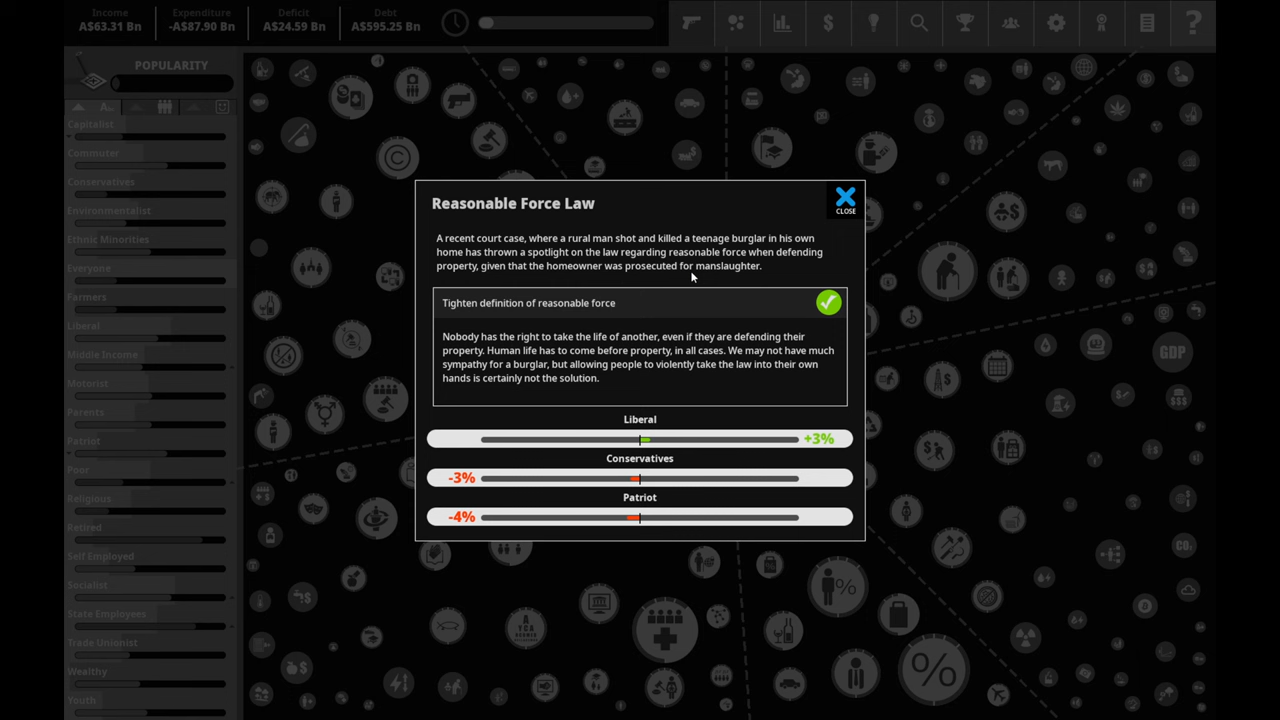 Income
Expenditure
Deficit
Debt
A$63.31 Bn
-A$87.90 Bn
A$24.59 Bn
A$595.25 Bn
?
POPULARITY
A..
Capitalist
Commuter
Conservatives
Environmentalist
Ethnic Minorities
Everyone
Farmers
Liberal
Middle Income
Motorist
Parents
Patriot
Poor
Religious
Retired
Self Employed
Socialist
State Employees
Trade Unionist
Wealthy
Youth
Reasonable Force Law
CLOSE
A recent court case, where a rural man shot and killed a teenage burglar in his own
home has thrown a spotlight on the law regarding reasonable force when defending
property, given that the homeowner was prosecuted for manslaughter.
Tighten definition of reasonable force
Nobody has the right to take the life of another, even if they are defending their
property. Human life has to come before property, in all cases. We may not have much
sympathy for a burglar, but allowing people to violently take the law into their own
hands is certainly not the solution.
Liberal
+3%
Conservatives
-3%
Patriot
-4%
GDP
%
%